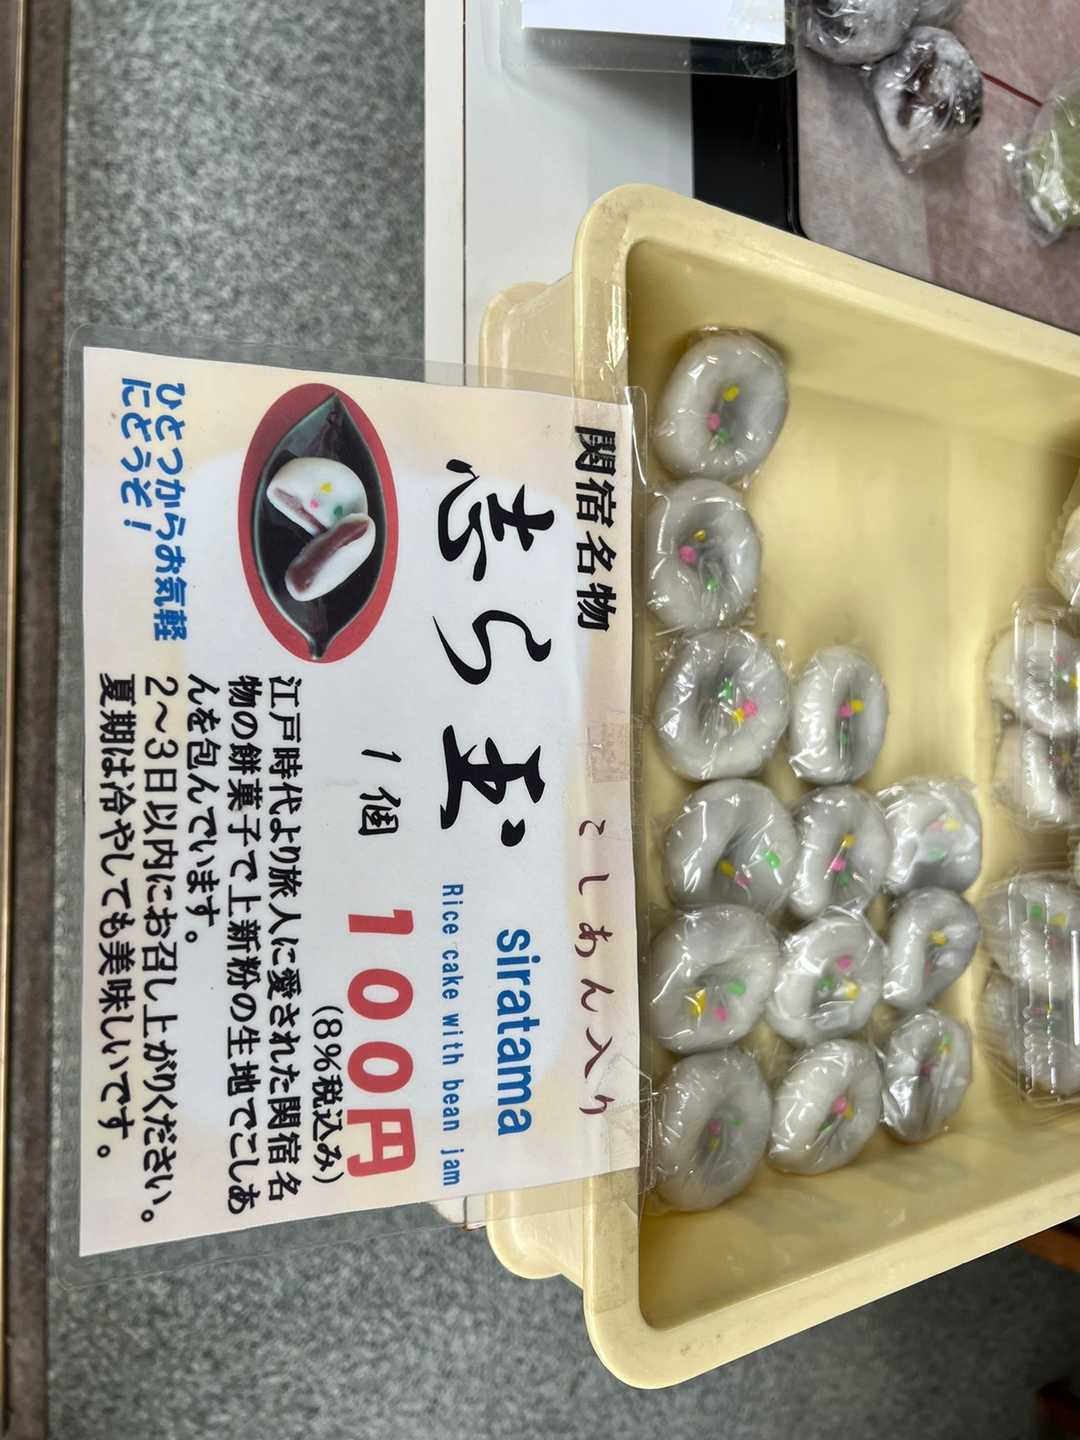 関宿名物
こしあん入り
志ら玉
siratama
Rice cake with bean jam
1個 100円
(8%税込み)
ひとつからお気軽
にどうぞ!
江戸時代より旅人に愛された関宿名
物の餅菓子で上新粉の生地でこしあ
んを包んでいます。
2～3日以内にお召し上がりください。
夏期は冷やしても美味しいです。